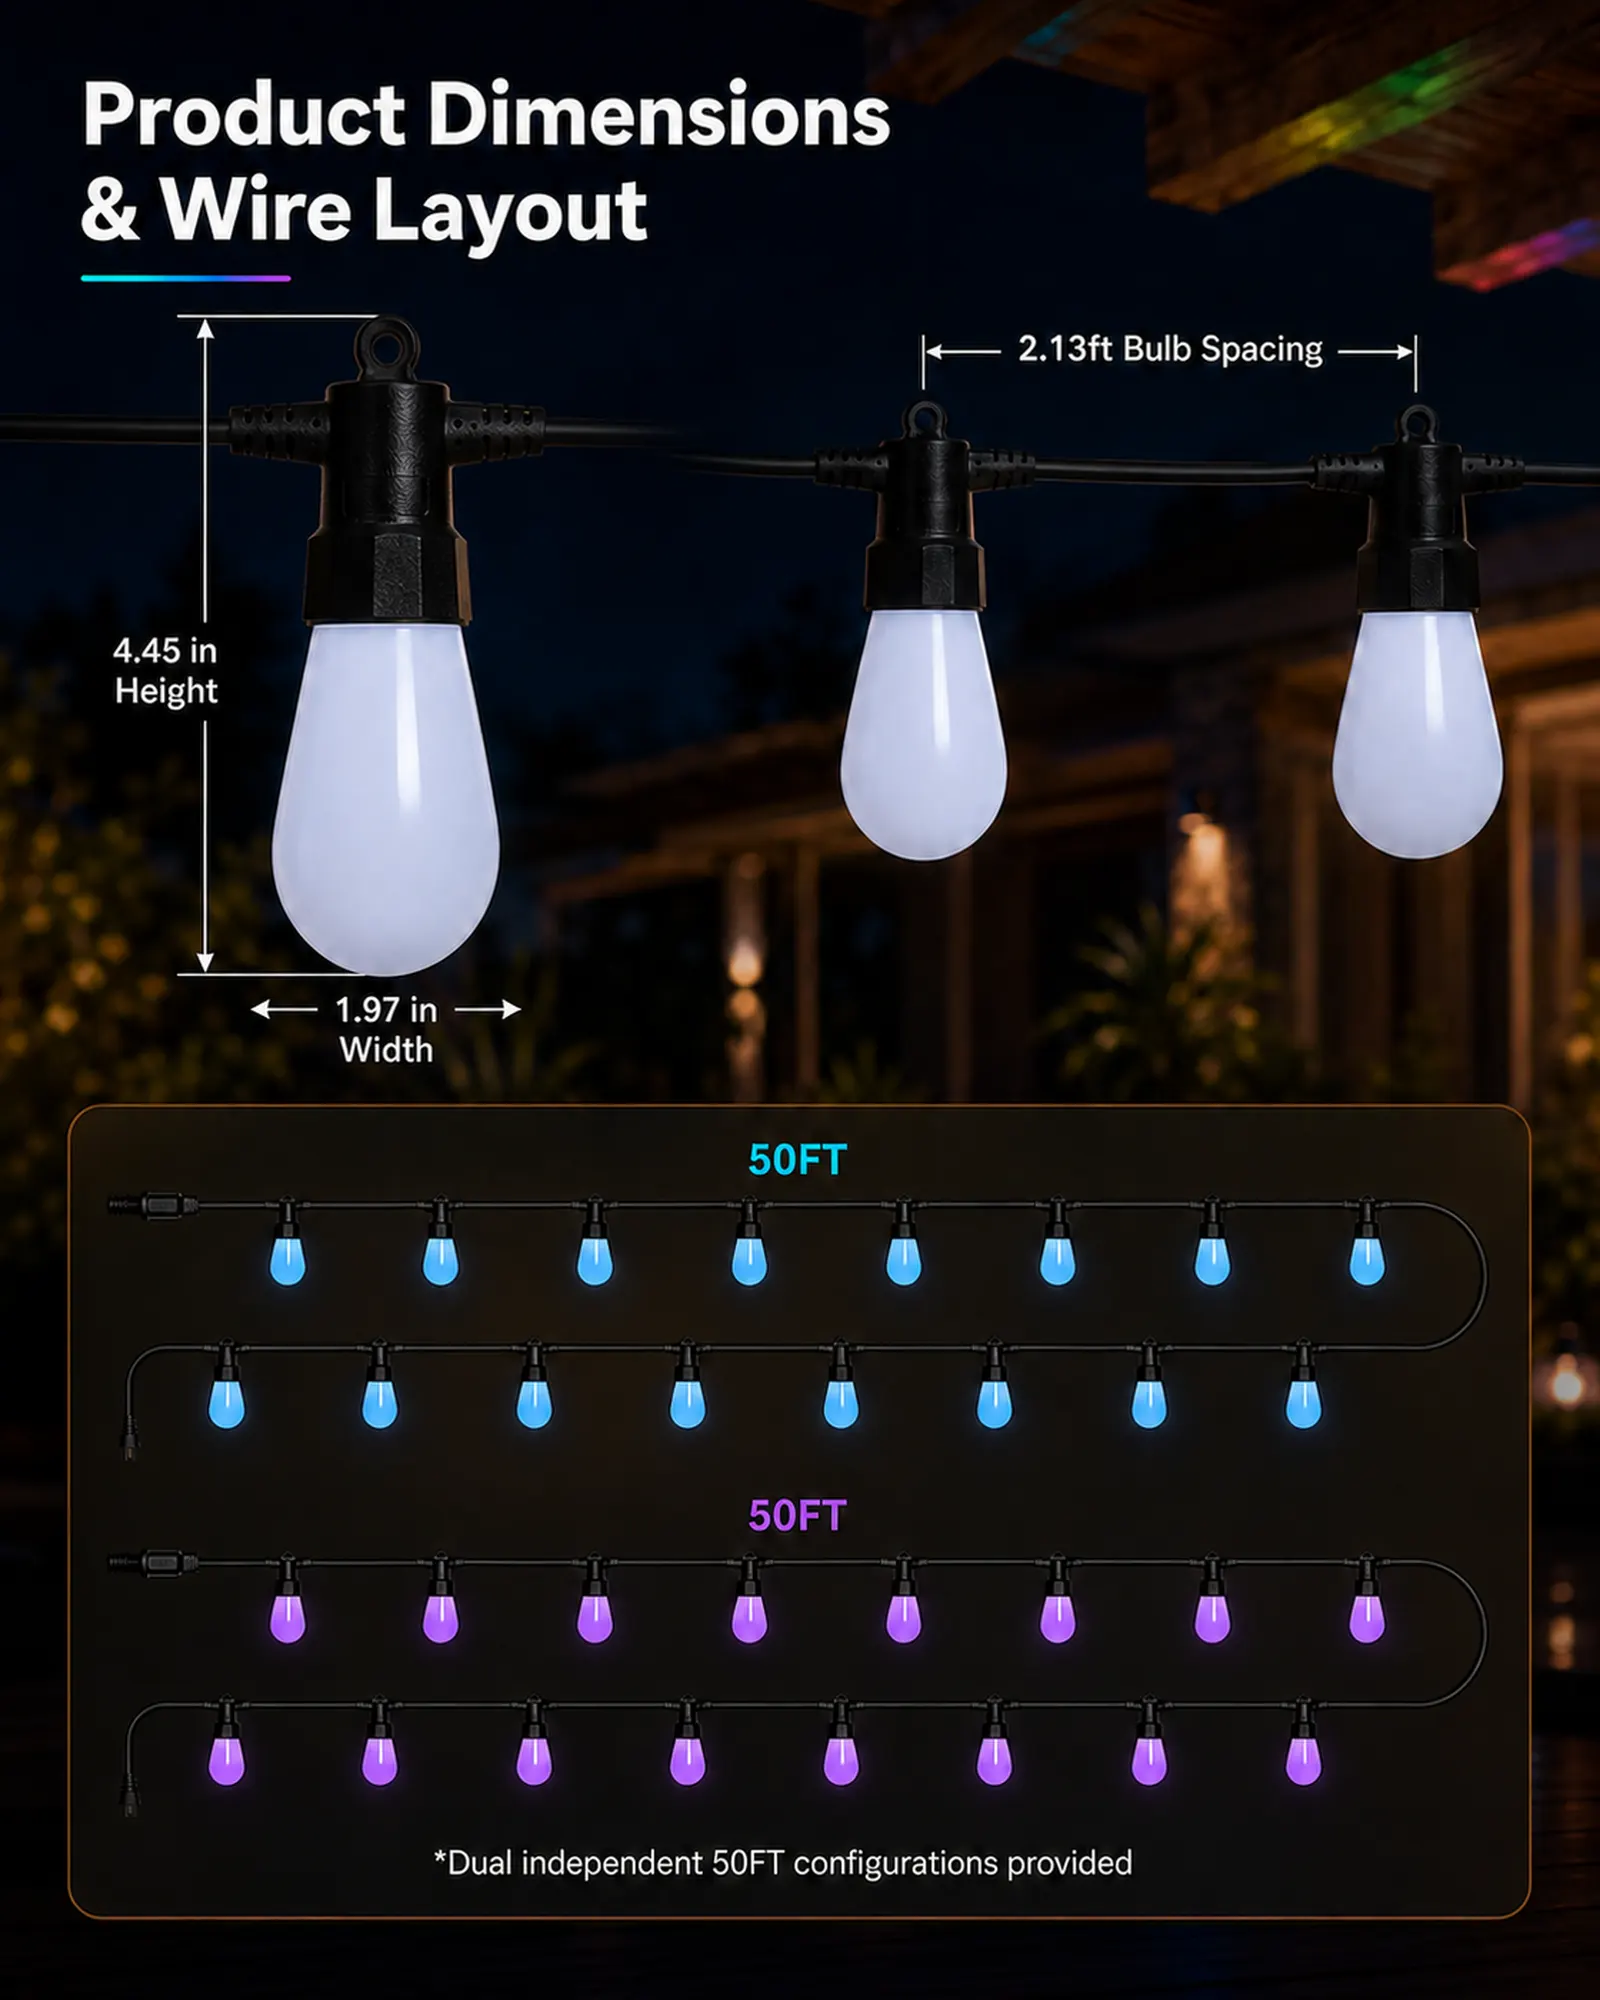 Product Dimensions
& Wire Layout
2.13ft Bulb Spacing
4.45 in
Height
1.97 in
Width
50FT
50FT
*Dual independent 50FT configurations provided